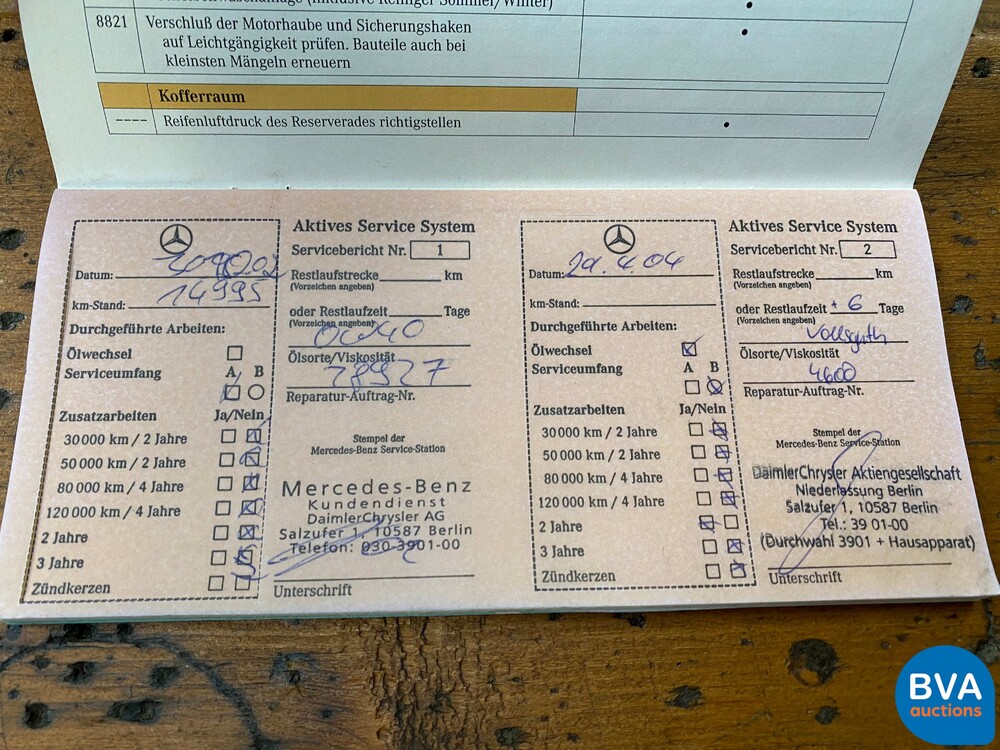 8821 Verschluß der Motorhaube und Sicherungshaken
auf Leichtgängigkeit prüfen. Bauteile auch bei
kleinsten Mängeln erneuern
Kofferraum
---- Reifenluftdruck des Reserverades richtigstellen
Datum:
km-Stand: 14995
Durchgeführte Arbeiten:
Ölwechsel
Serviceumfang A B
Zusatzarbeiten Ja/Nein
30 000 km / 2 Jahre
50 000 km / 2 Jahre
80 000 km / 4 Jahre
120 000 km / 4 Jahre
2 Jahre
3 Jahre
Zündkerzen
Aktives Service System
Servicebericht Nr. 1
Restlaufstrecke km
(Vorzeichen angeben)
oder Restlaufzeit Tage
(Vorzeichen angeben)
0W40
Ölsorte/Viskosität
78927
Reparatur-Auftrag-Nr.
Stempel der
Mercedes-Benz Service-Station
Mercedes-Benz
Kundendienst
DaimlerChrysler AG
Salzufer 1, 10587 Berlin
Telefon: 030-3901-00
Unterschrift
Datum: 29.4.04
km-Stand:
Durchgeführte Arbeiten:
Ölwechsel
Serviceumfang A B
Zusatzarbeiten Ja/Nein
30 000 km / 2 Jahre
50 000 km / 2 Jahre
80 000 km / 4 Jahre
120 000 km / 4 Jahre
2 Jahre
3 Jahre
Zündkerzen
Aktives Service System
Servicebericht Nr. 2
Restlaufstrecke km
(Vorzeichen angeben)
oder Restlaufzeit + 6 Tage
(Vorzeichen angeben)
Ölsorte/Viskosität
4600
Reparatur-Auftrag-Nr.
Stempel der
Mercedes-Benz Service-Station
DaimlerChrysler Aktiengesellschaft
Niederlassung Berlin
Salzufer 1, 10587 Berlin
Tel.: 39 01-00
(Durchwahl 3901 + Hausapparat)
Unterschrift
BVA
auctions